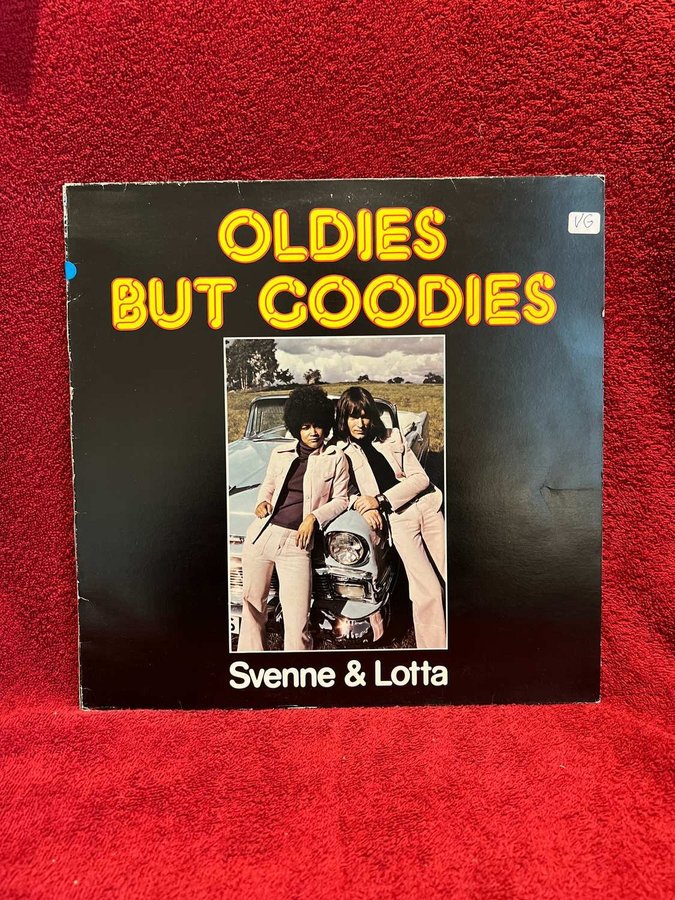 OLDIES
VG
BUT GOODIES
Svenne & Lotta